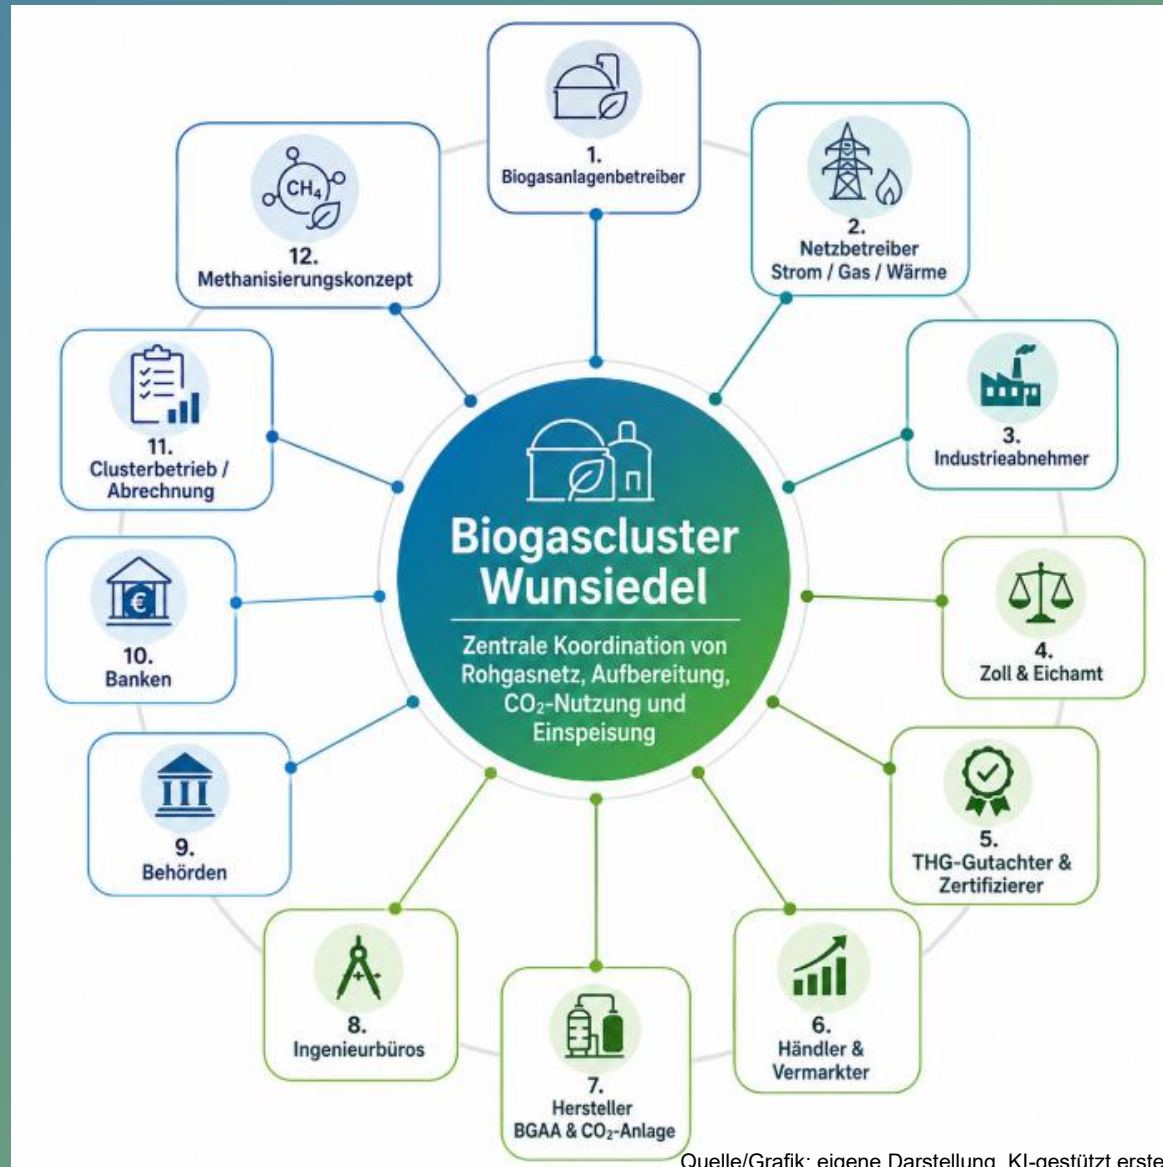 Biogascluster
Wunsiedel
Zentrale Koordination von
Rohgasnetz, Aufbereitung,
CO₂-Nutzung und
Einspeisung
1.
Biogasanlagenbetreiber
2.
Netzbetreiber
Strom / Gas / Wärme
3.
Industrieabnehmer
4.
Zoll & Eichamt
5.
THG-Gutachter &
Zertifizierer
6.
Händler &
Vermarkter
7.
Hersteller
BGAA & CO₂-Anlage
8.
Ingenieurbüros
9.
Behörden
€
10.
Banken
11.
Clusterbetrieb /
Abrechnung
CH₄
12.
Methanisierungskonzept
Quelle/Grafik: eigene Darstellung, KI-gestützt erste